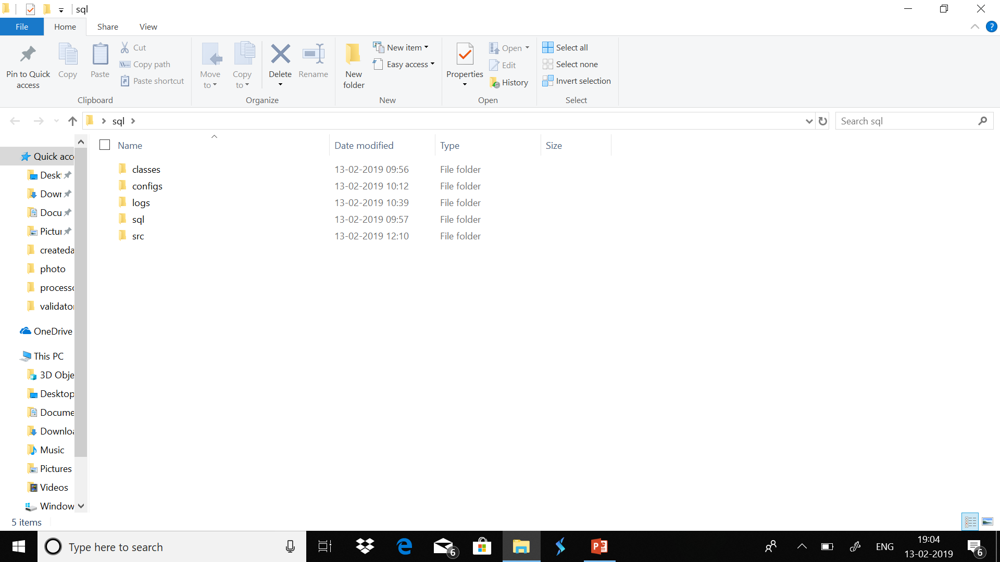 sql
File Home Share View
Pin to Quick access
Copy
Paste
Cut
Copy path
Paste shortcut
Clipboard
Move to
Copy to
Delete
Rename
Organize
New folder
New item
Easy access
New
Properties
Open
Edit
History
Open
Select all
Select none
Invert selection
Select
sql
Search sql
Name Date modified Type Size
classes 13-02-2019 09:56 File folder
configs 13-02-2019 10:12 File folder
logs 13-02-2019 10:39 File folder
sql 13-02-2019 09:57 File folder
src 13-02-2019 12:10 File folder
Quick acc
Desk
Dowr
Docu
Pictu
createda
photo
process
validato
OneDrive
This PC
3D Obje
Desktop
Docume
Downlo
Music
Pictures
Videos
Window
5 items
Type here to search
6
ENG
19:04
13-02-2019
6